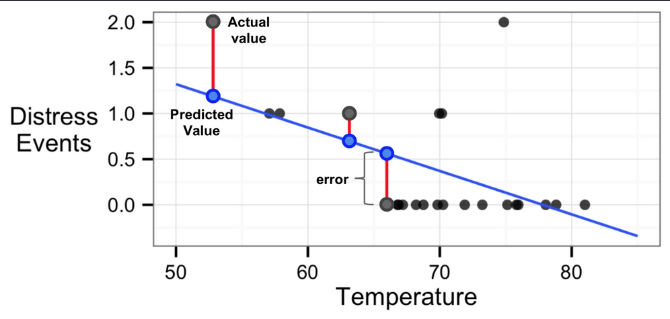 2.0
Actual
value
1.5
Distress
Events
1.0
Predicted
Value
0.5
error
0.0
50
60
70
80
Temperature